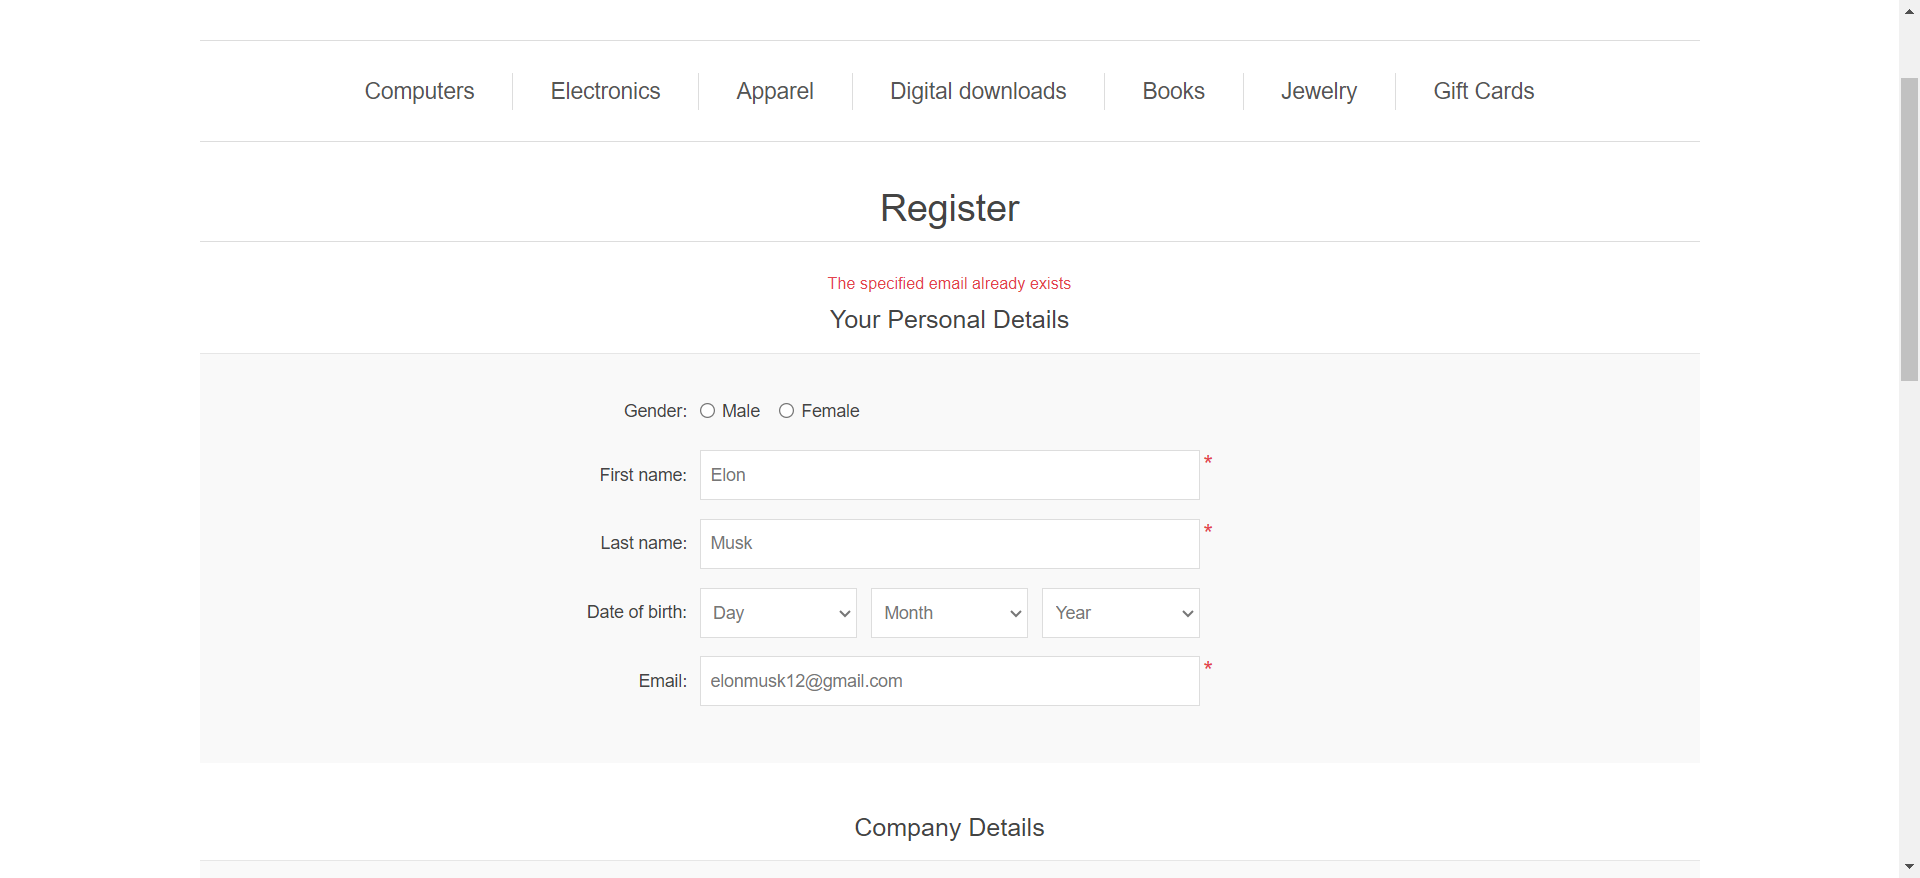 Computers Electronics Apparel Digital downloads Books Jewelry Gift Cards
Register
The specified email already exists
Your Personal Details
Gender: Male Female
First name: Elon *
Last name: Musk *
Date of birth: Day Month Year
Email: elonmusk12@gmail.com *
Company Details